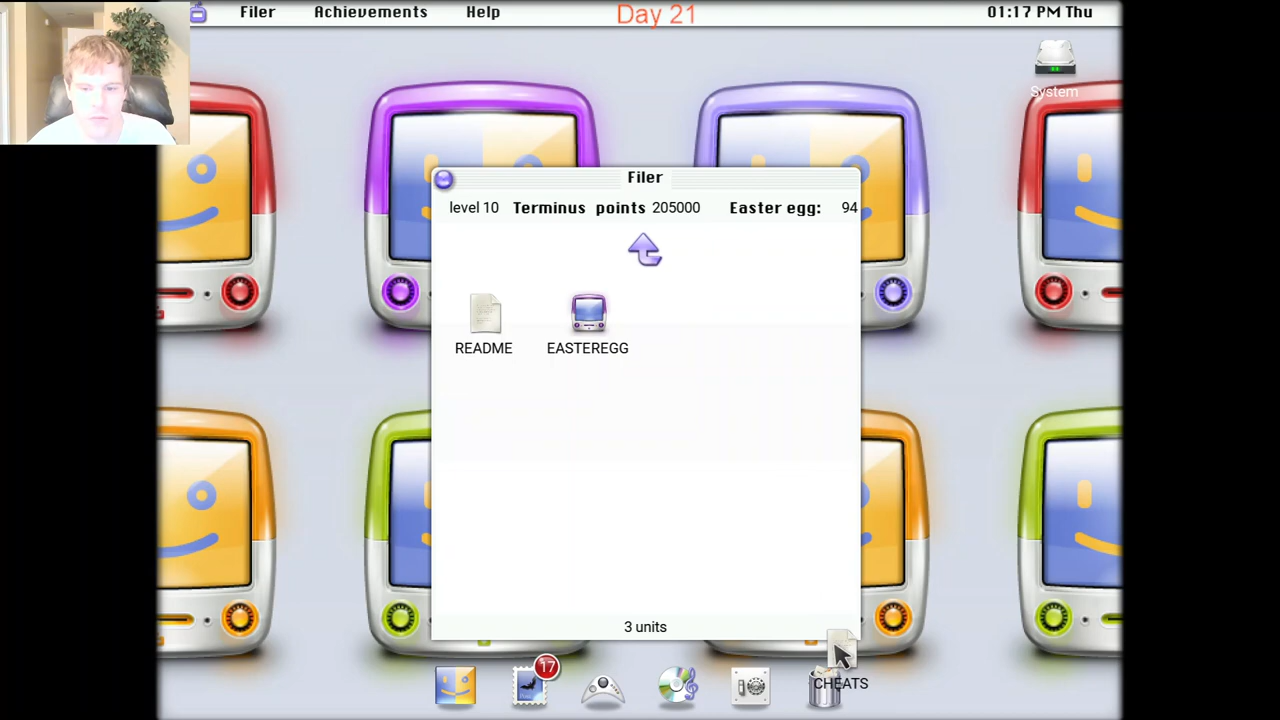 Filer Achievements Help Day 21 01:17 PM Thu
System
Filer
level 10 Terminus points 205000 Easter egg: 94
README EASTEREGG
3 units
17
CHEATS